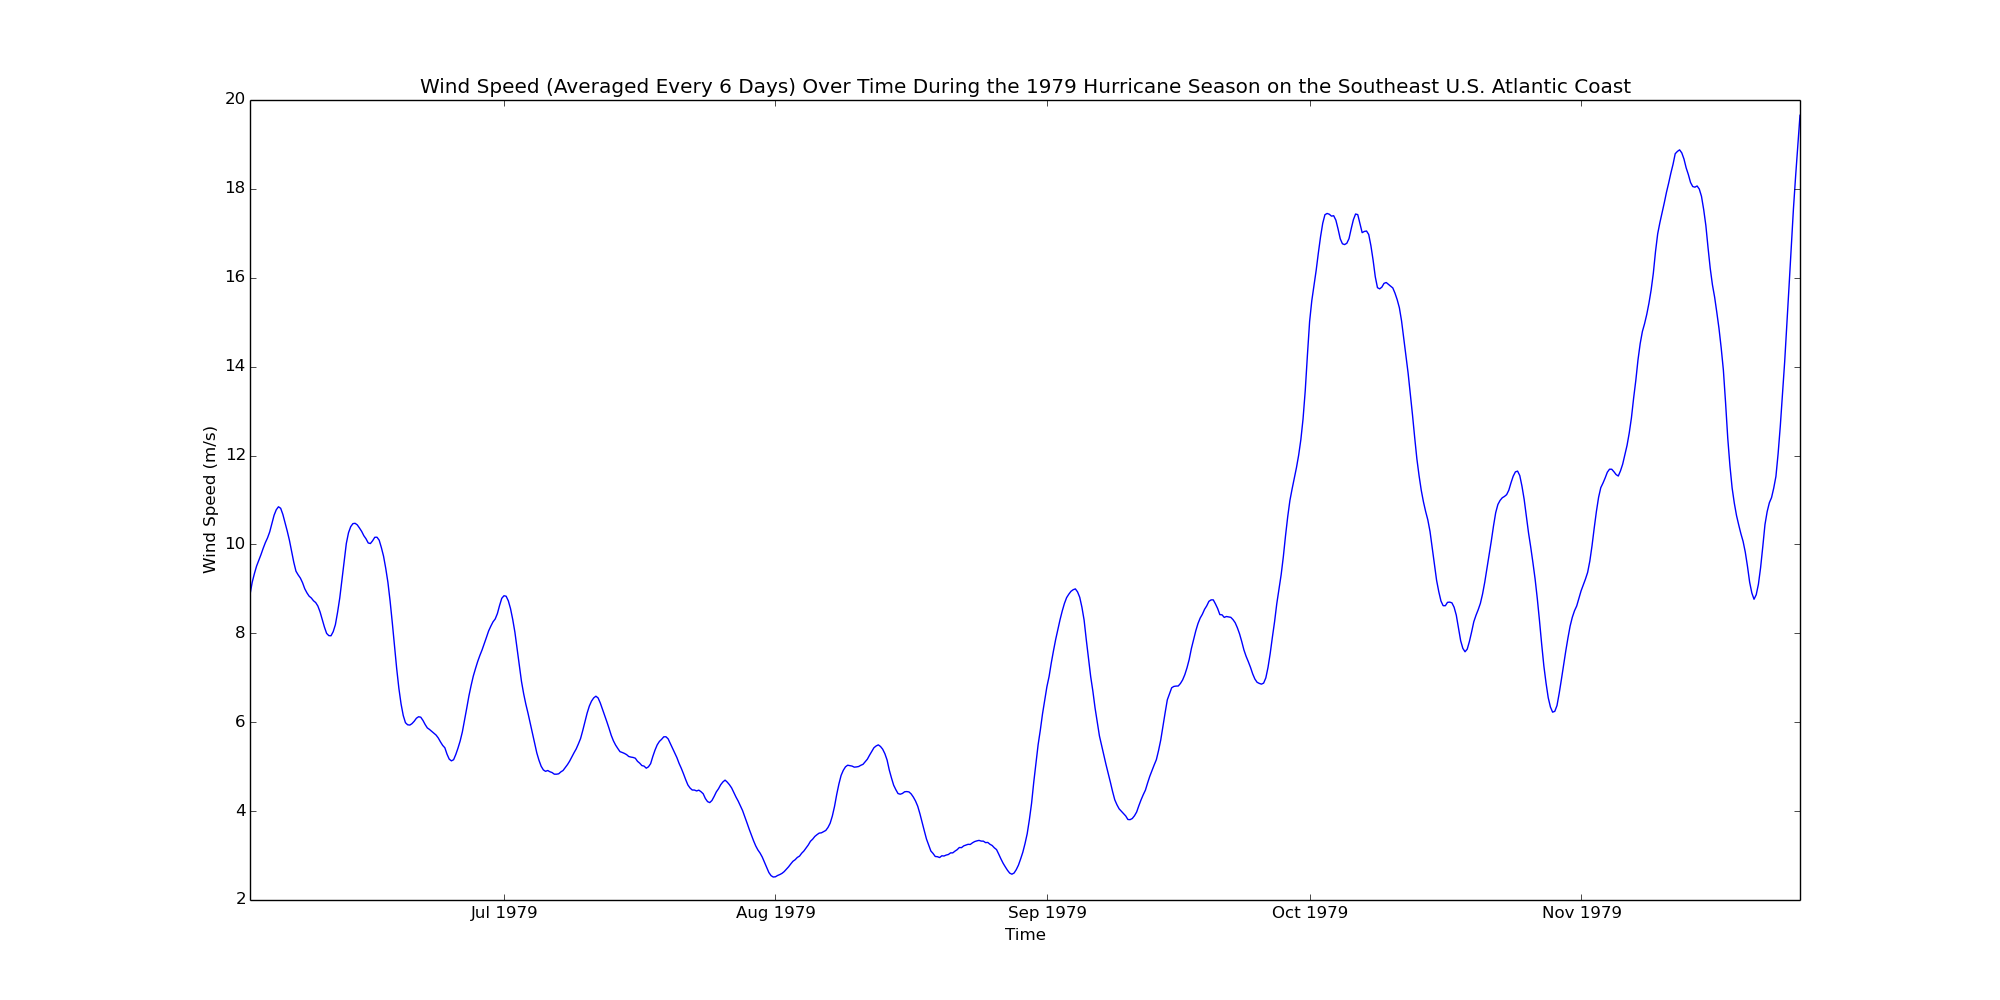 Wind Speed (Averaged Every 6 Days) Over Time During the 1979 Hurricane Season on the Southeast U.S. Atlantic Coast
20
18
16
14
12
10
8
6
4
2
Wind Speed (m/s)
Jul 1979
Aug 1979
Sep 1979
Oct 1979
Nov 1979
Time